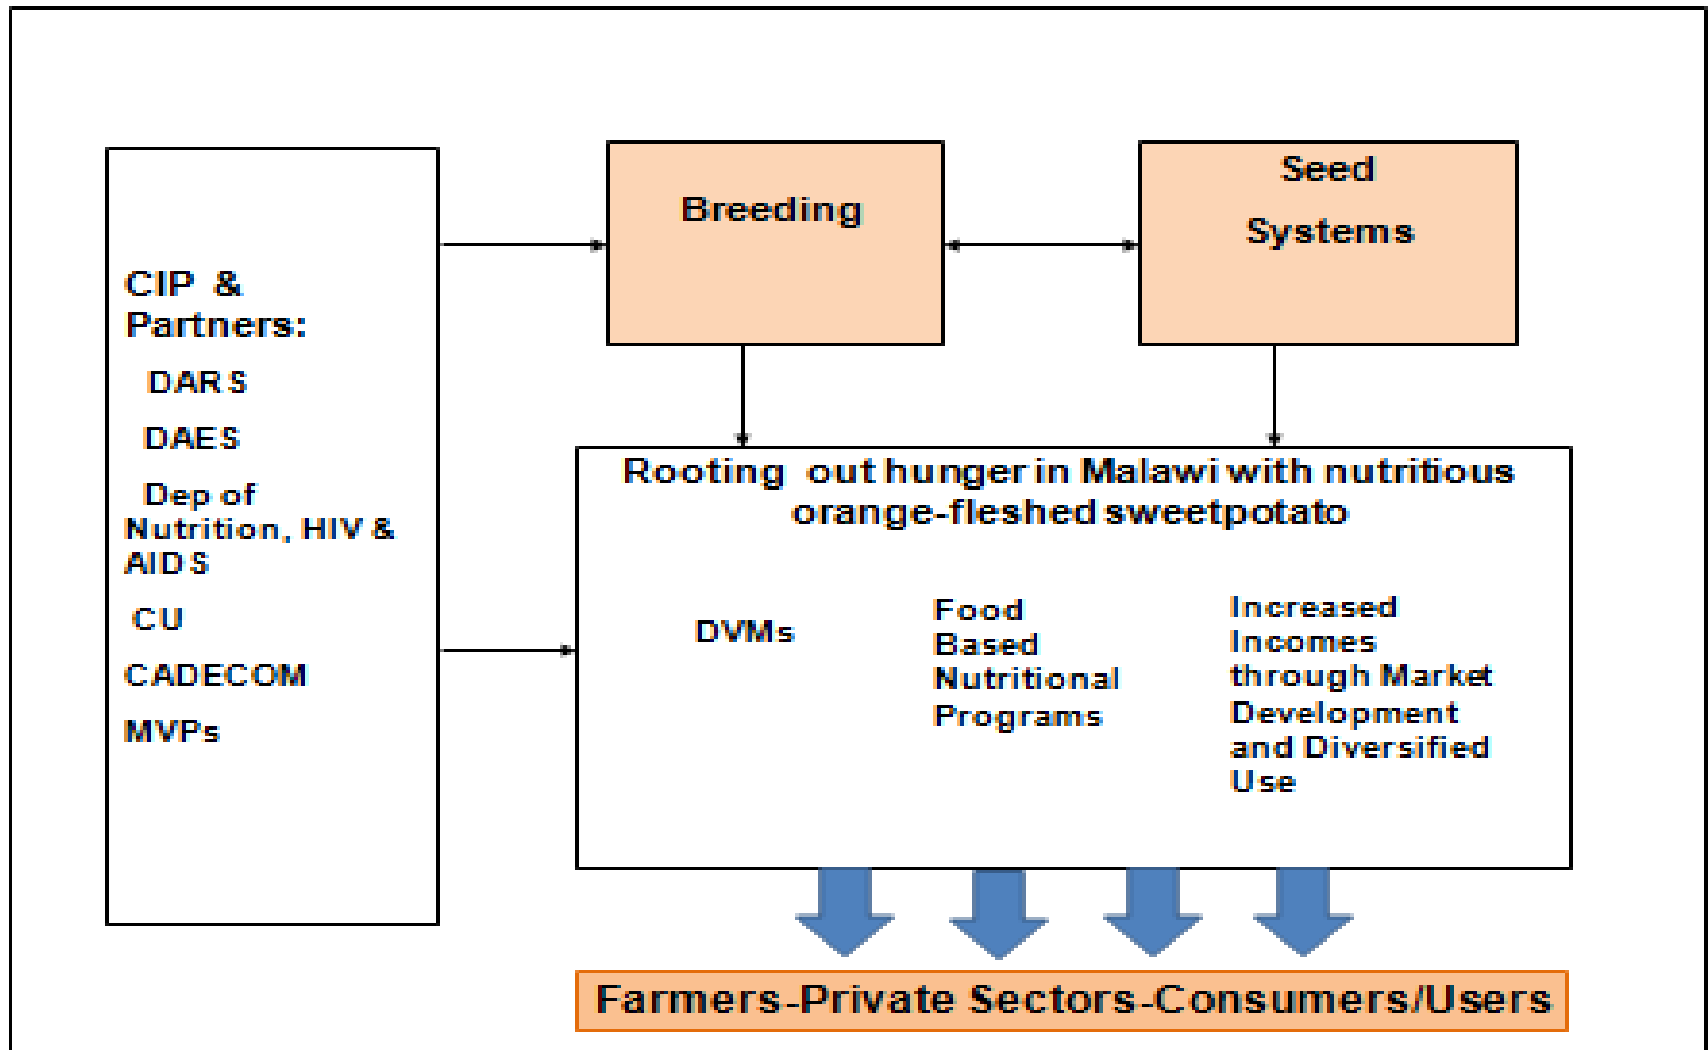 CIP & 
Partners:
DARS
DAES
Dep of
Nutrition, HIV &
AIDS
CU
CADECOM
MVPs
Breeding
Seed
Systems
Rooting out hunger in Malawi with nutritious
orange-fleshed sweetpotato
DVMs
Food
Based
Nutritional
Programs
Increased
Incomes
through Market
Development
and Diversified
Use
Farmers-Private Sectors-Consumers/Users